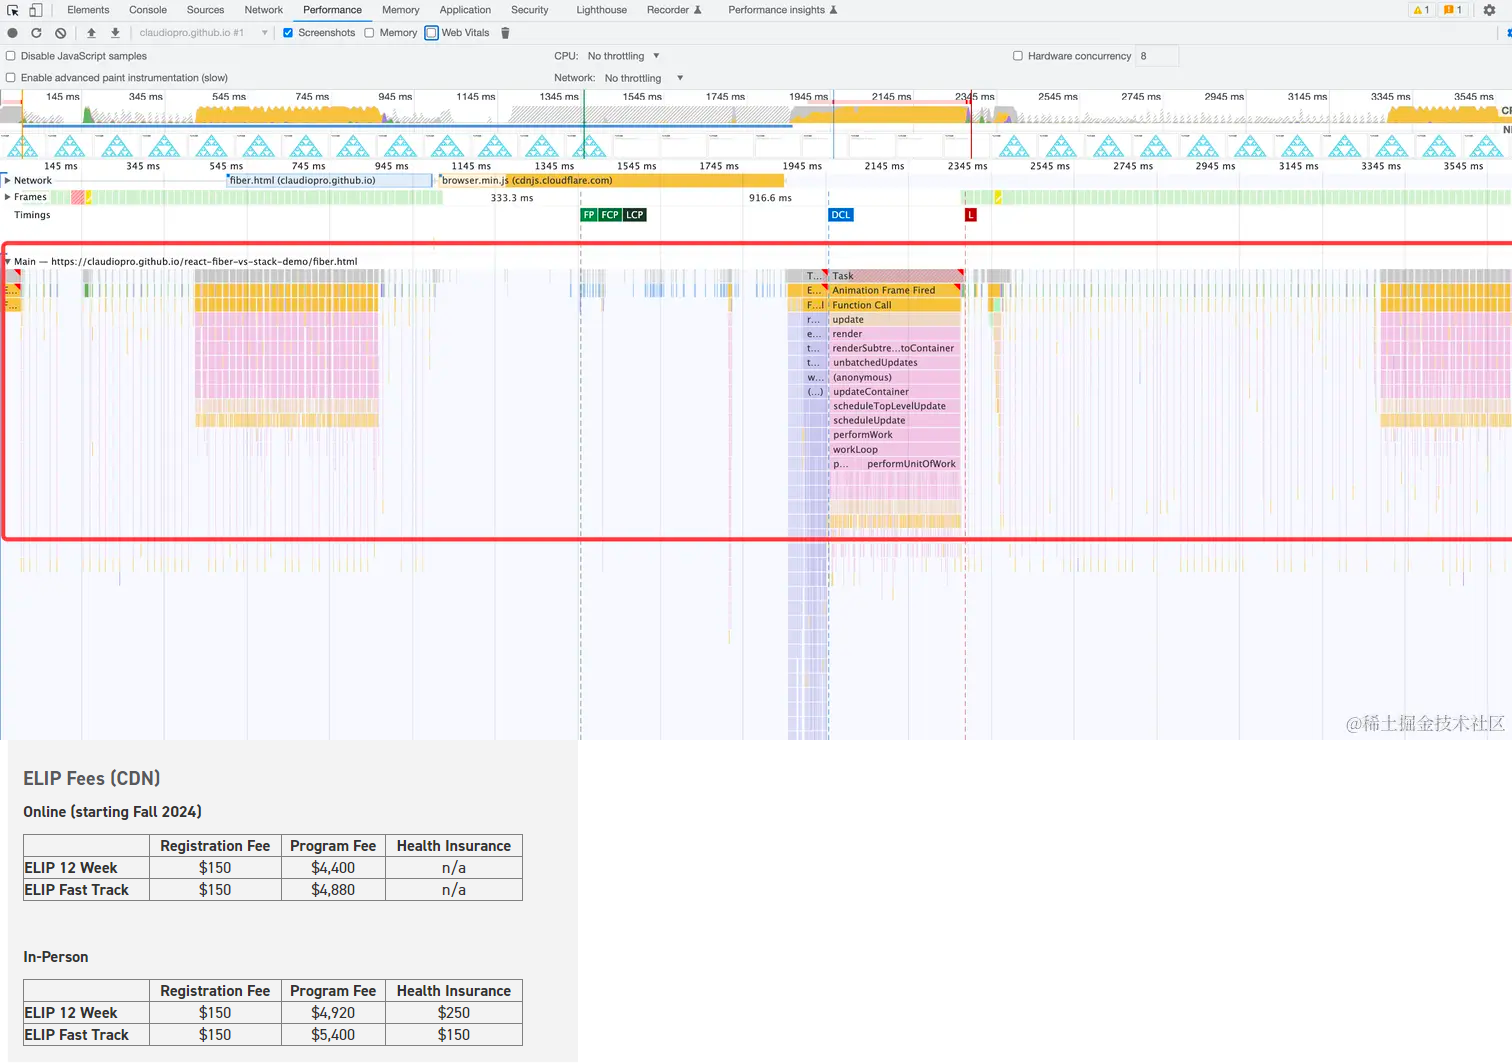 Elements Console Sources Network Performance Memory Application Security Lighthouse Recorder Performance insights 1 1
claudiopro.github.io #1 Screenshots Memory Web Vitals
Disable JavaScript samples CPU: No throttling Hardware concurrency 8
Enable advanced paint instrumentation (slow) Network: No throttling
145 ms 345 ms 545 ms 745 ms 945 ms 1145 ms 1345 ms 1545 ms 1745 ms 1945 ms 2145 ms 2345 ms 2545 ms 2745 ms 2945 ms 3145 ms 3345 ms 3545 ms
145 ms 345 ms 545 ms 745 ms 945 ms 1145 ms 1345 ms 1545 ms 1745 ms 1945 ms 2145 ms 2345 ms 2545 ms 2745 ms 2945 ms 3145 ms 3345 ms 3545 ms
Network fiber.html (claudiopro.github.io) browser.min.js (cdnjs.cloudflare.com)
Frames 333.3 ms 916.6 ms
Timings FP FCP LCP DCL L
Main — https://claudiopro.github.io/react-fiber-vs-stack-demo/fiber.html
T... Task
E... E... Animation Frame Fired
F...l Function Call
r... update
e... render
t... renderSubtre...toContainer
t... unbatchedUpdates
w... (anonymous)
(...) updateContainer
scheduleTopLevelUpdate
scheduleUpdate
performWork
workLoop
p... performUnitOfWork
@稀土掘金技术社区
ELIP Fees (CDN)
Online (starting Fall 2024)
Registration Fee Program Fee Health Insurance
ELIP 12 Week $150 $4,400 n/a
ELIP Fast Track $150 $4,880 n/a
In-Person
Registration Fee Program Fee Health Insurance
ELIP 12 Week $150 $4,920 $250
ELIP Fast Track $150 $5,400 $150